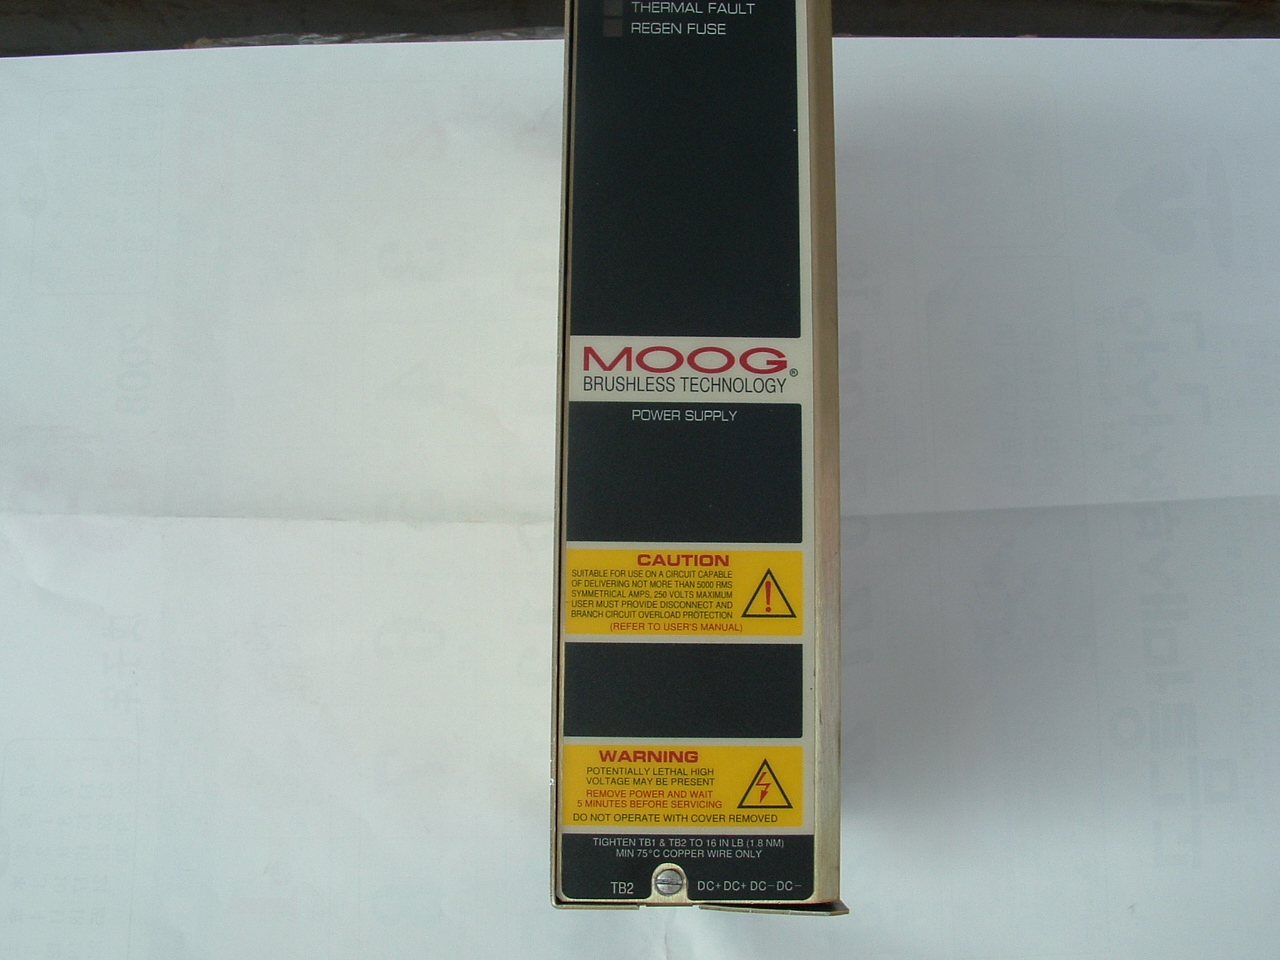 THERMAL FAULT
REGEN FUSE
MOOG®
BRUSHLESS TECHNOLOGY
POWER SUPPLY
CAUTION
SUITABLE FOR USE ON A CIRCUIT CAPABLE
OF DELIVERING NOT MORE THAN 5000 RMS
SYMMETRICAL AMPS, 250 VOLTS MAXIMUM
USER MUST PROVIDE DISCONNECT AND
BRANCH CIRCUIT OVERLOAD PROTECTION
(REFER TO USER'S MANUAL)
WARNING
POTENTIALLY LETHAL HIGH
VOLTAGE MAY BE PRESENT
REMOVE POWER AND WAIT
5 MINUTES BEFORE SERVICING
DO NOT OPERATE WITH COVER REMOVED
TIGHTEN TB1 & TB2 TO 16 IN LB (1.8 NM)
MIN 75°C COPPER WIRE ONLY
TB2 DC+ DC+ DC- DC-
2008